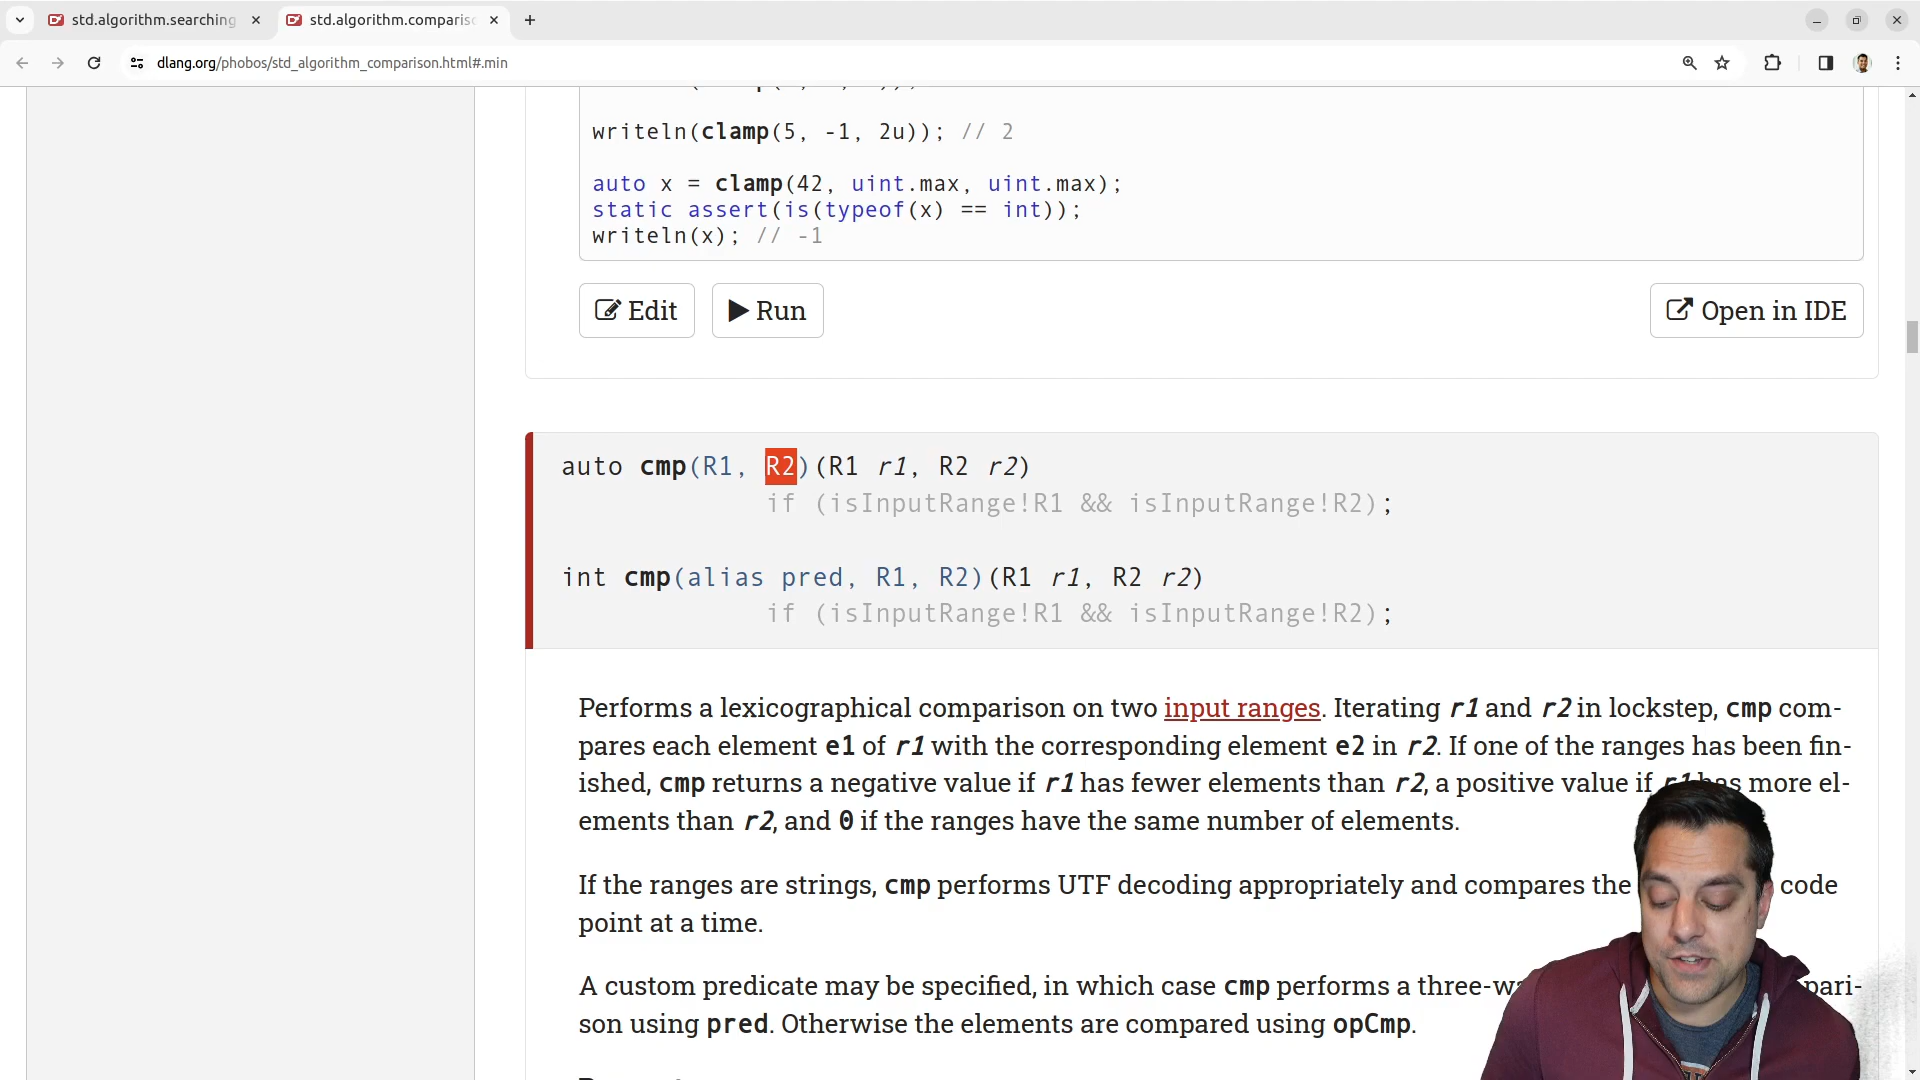 std.algorithm.searching
std.algorithm.comparis
dlang.org/phobos/std_algorithm_comparison.html#.min
writeln(clamp(5, -1, 2u)); // 2
auto x = clamp(42, uint.max, uint.max);
static assert(is(typeof(x) == int));
writeln(x); // -1
Edit
Run
Open in IDE
auto cmp(R1, R2)(R1 r1, R2 r2)
if (isInputRange!R1 && isInputRange!R2);
int cmp(alias pred, R1, R2)(R1 r1, R2 r2)
if (isInputRange!R1 && isInputRange!R2);
Performs a lexicographical comparison on two input ranges. Iterating r1 and r2 in lockstep, cmp com-
pares each element e1 of r1 with the corresponding element e2 in r2. If one of the ranges has been fin-
ished, cmp returns a negative value if r1 has fewer elements than r2, a positive value if r1 has more el-
ements than r2, and 0 if the ranges have the same number of elements.
If the ranges are strings, cmp performs UTF decoding appropriately and compares the code
point at a time.
A custom predicate may be specified, in which case cmp performs a three-w pari-
son using pred. Otherwise the elements are compared using opCmp.